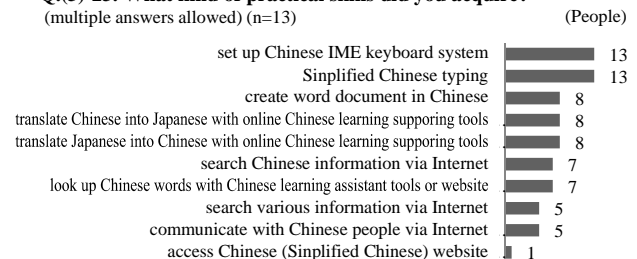 (multiple answers allowed) (n=13) (People)
set up Chinese IME keyboard system 13
Sinplified Chinese typing 13
create word document in Chinese 8
translate Chinese into Japanese with online Chinese learning supporing tools 8
translate Japanese into Chinese with online Chinese learning supporing tools 8
search Chinese information via Internet 7
look up Chinese words with Chinese learning assistant tools or website 7
search various information via Internet 5
communicate with Chinese people via Internet 5
access Chinese (Sinplified Chinese) website 1